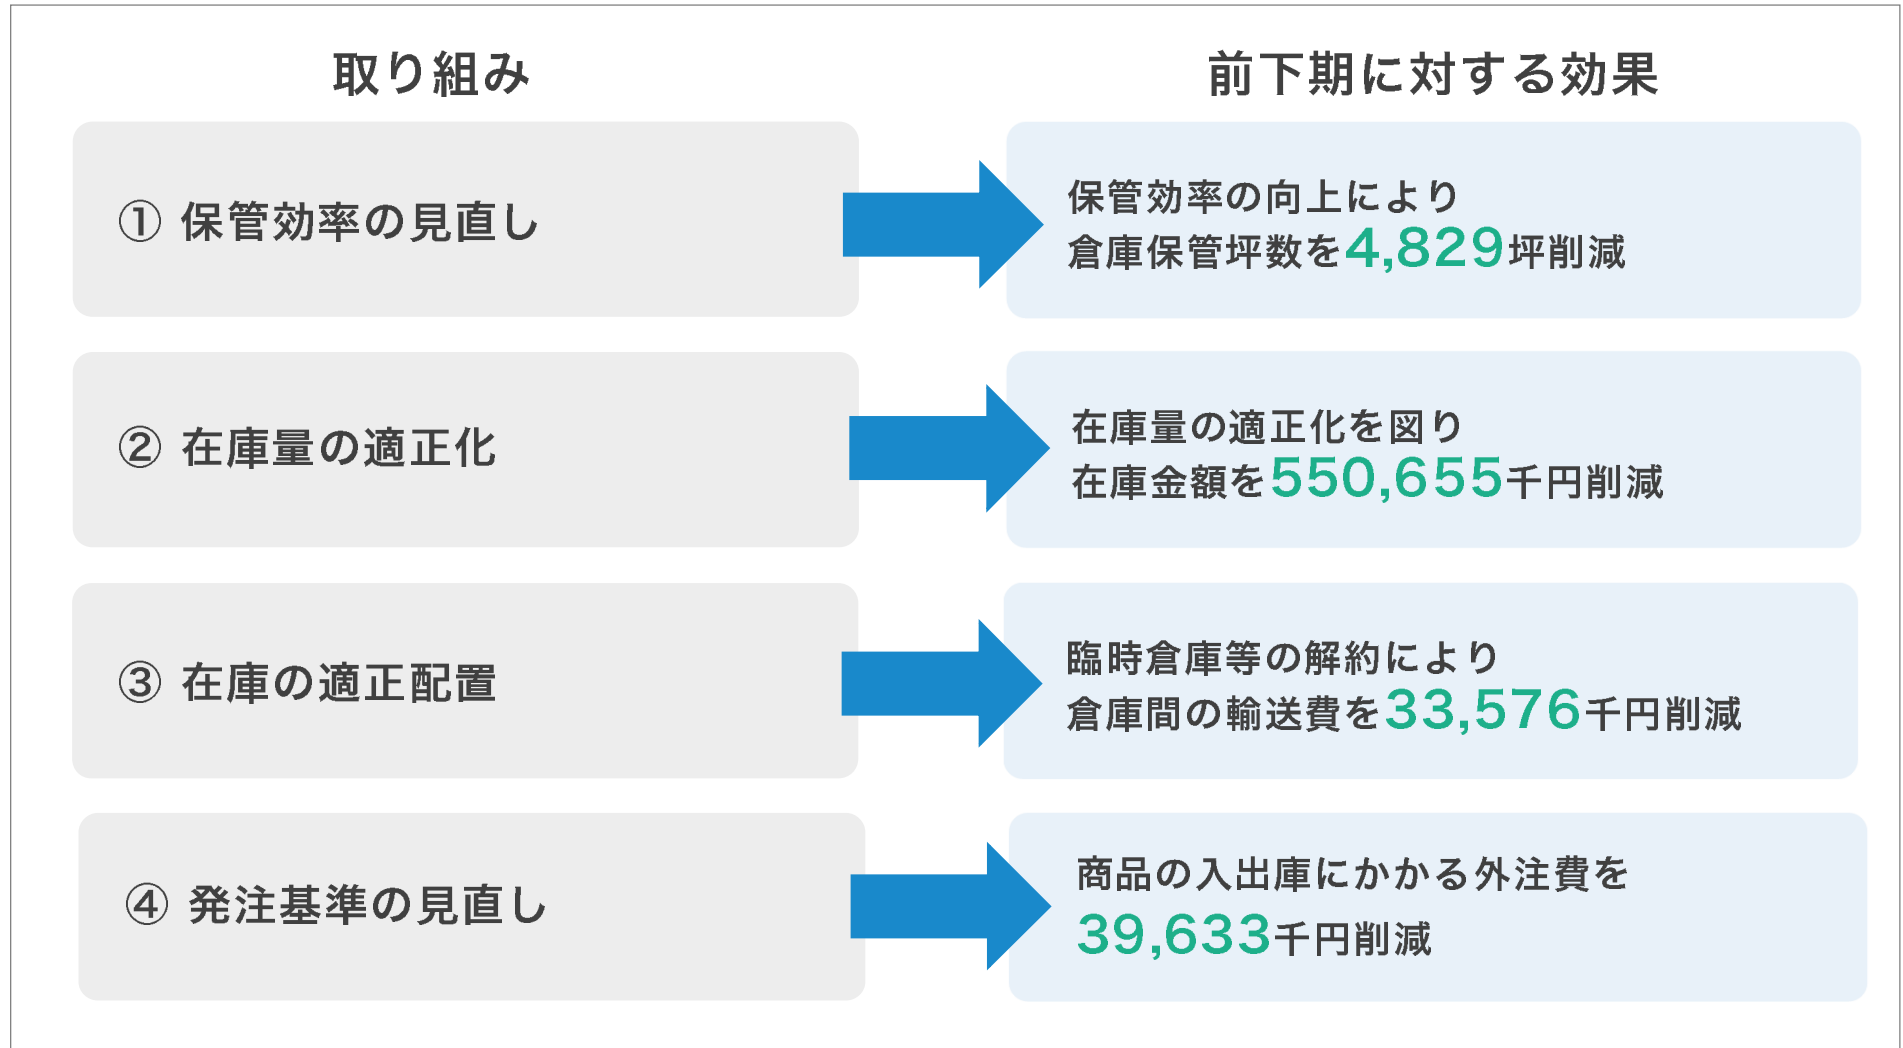 取り組み
前下期に対する効果
① 保管効率の見直し
保管効率の向上により
倉庫保管坪数を4,829坪削減
② 在庫量の適正化
在庫量の適正化を図り
在庫金額を550,655千円削減
③ 在庫の適正配置
臨時倉庫等の解約により
倉庫間の輸送費を33,576千円削減
④ 発注基準の見直し
商品の入出庫にかかる外注費を
39,633千円削減